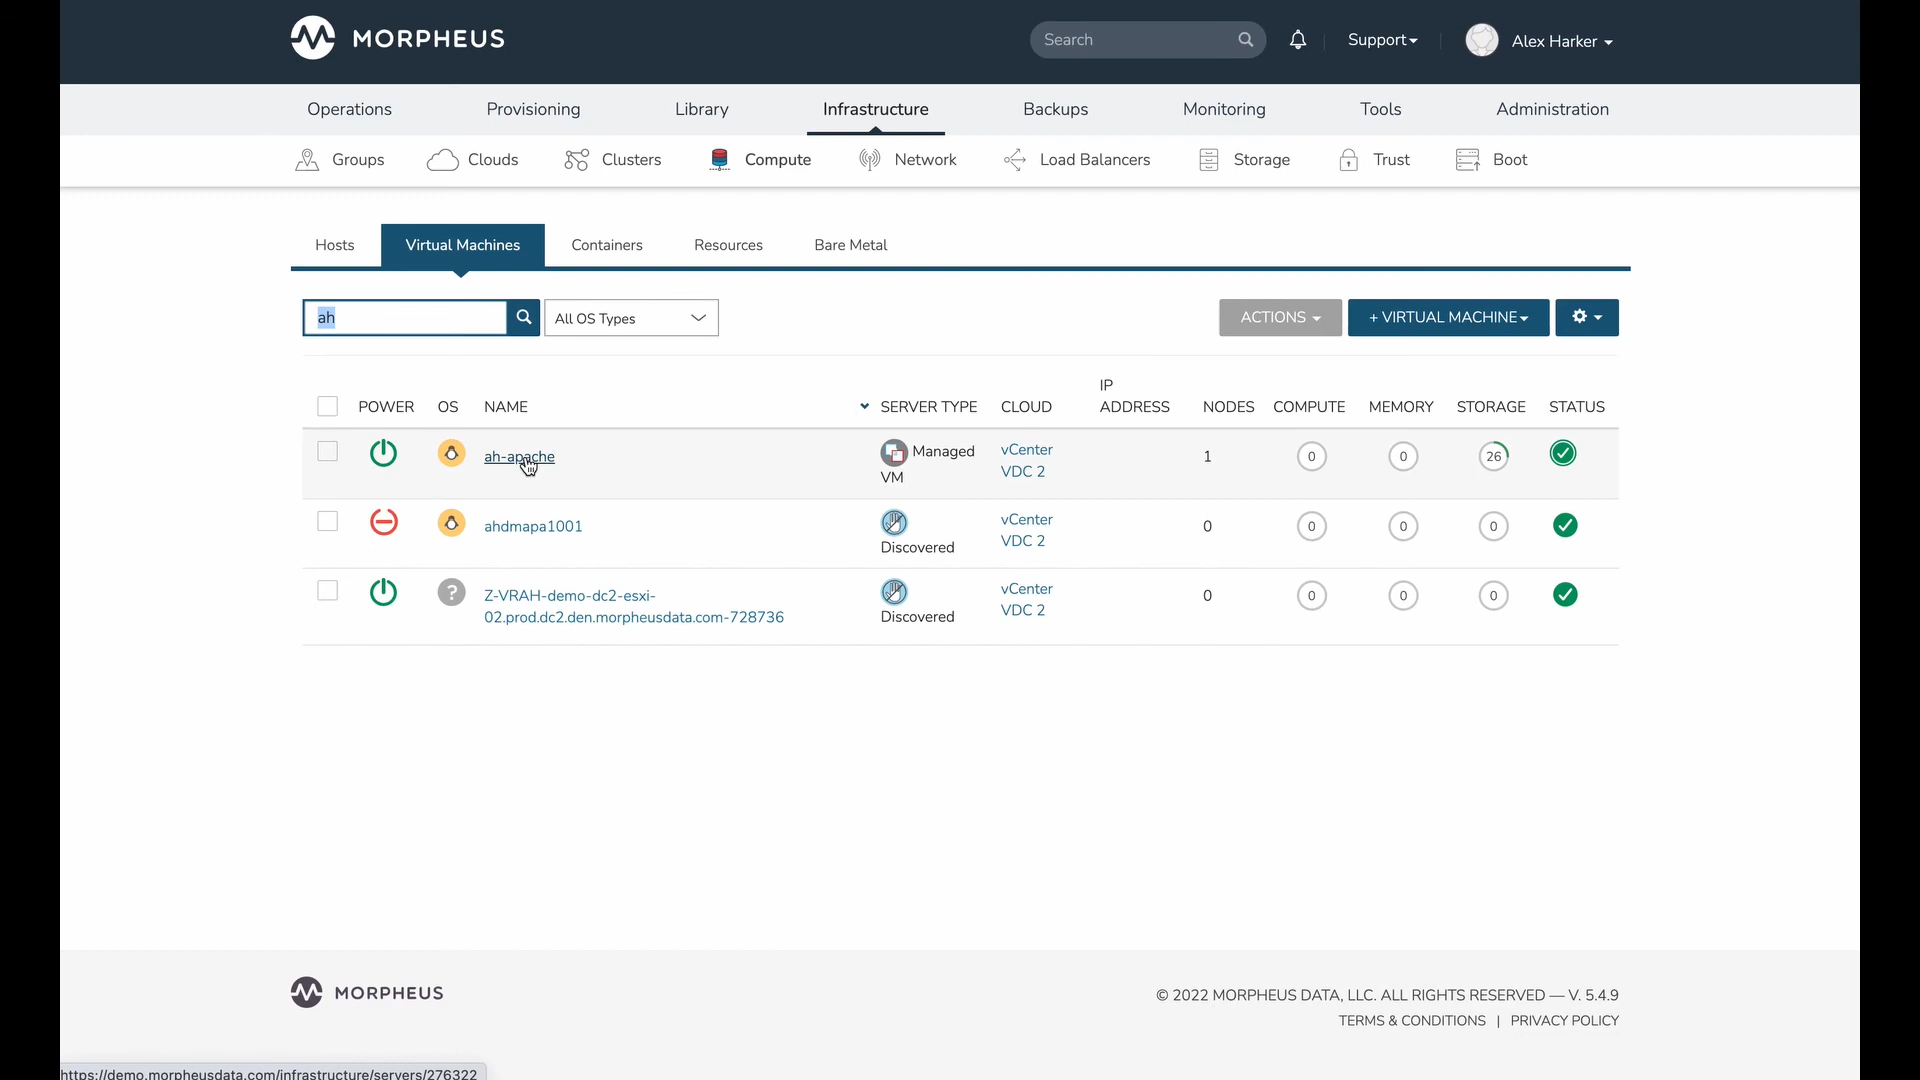 MORPHEUS
Search
Support
Alex Harker
Operations
Provisioning
Library
Infrastructure
Backups
Monitoring
Tools
Administration
Groups
Clouds
Clusters
Compute
Network
Load Balancers
Storage
Trust
Boot
Hosts
Virtual Machines
Containers
Resources
Bare Metal
ah
All OS Types
ACTIONS
+ VIRTUAL MACHINE
POWER
OS
NAME
SERVER TYPE
CLOUD
IP
ADDRESS
NODES
COMPUTE
MEMORY
STORAGE
STATUS
ah-apache
Managed
VM
vCenter
VDC 2
1
0
0
26
ahdmapa1001
Discovered
vCenter
VDC 2
0
0
0
0
?
Z-VRAH-demo-dc2-esxi-
02.prod.dc2.den.morpheusdata.com-728736
Discovered
vCenter
VDC 2
0
0
0
0
MORPHEUS
© 2022 MORPHEUS DATA, LLC. ALL RIGHTS RESERVED — V. 5.4.9
TERMS & CONDITIONS | PRIVACY POLICY
https://demo.morpheusdata.com/infrastructure/servers/276322